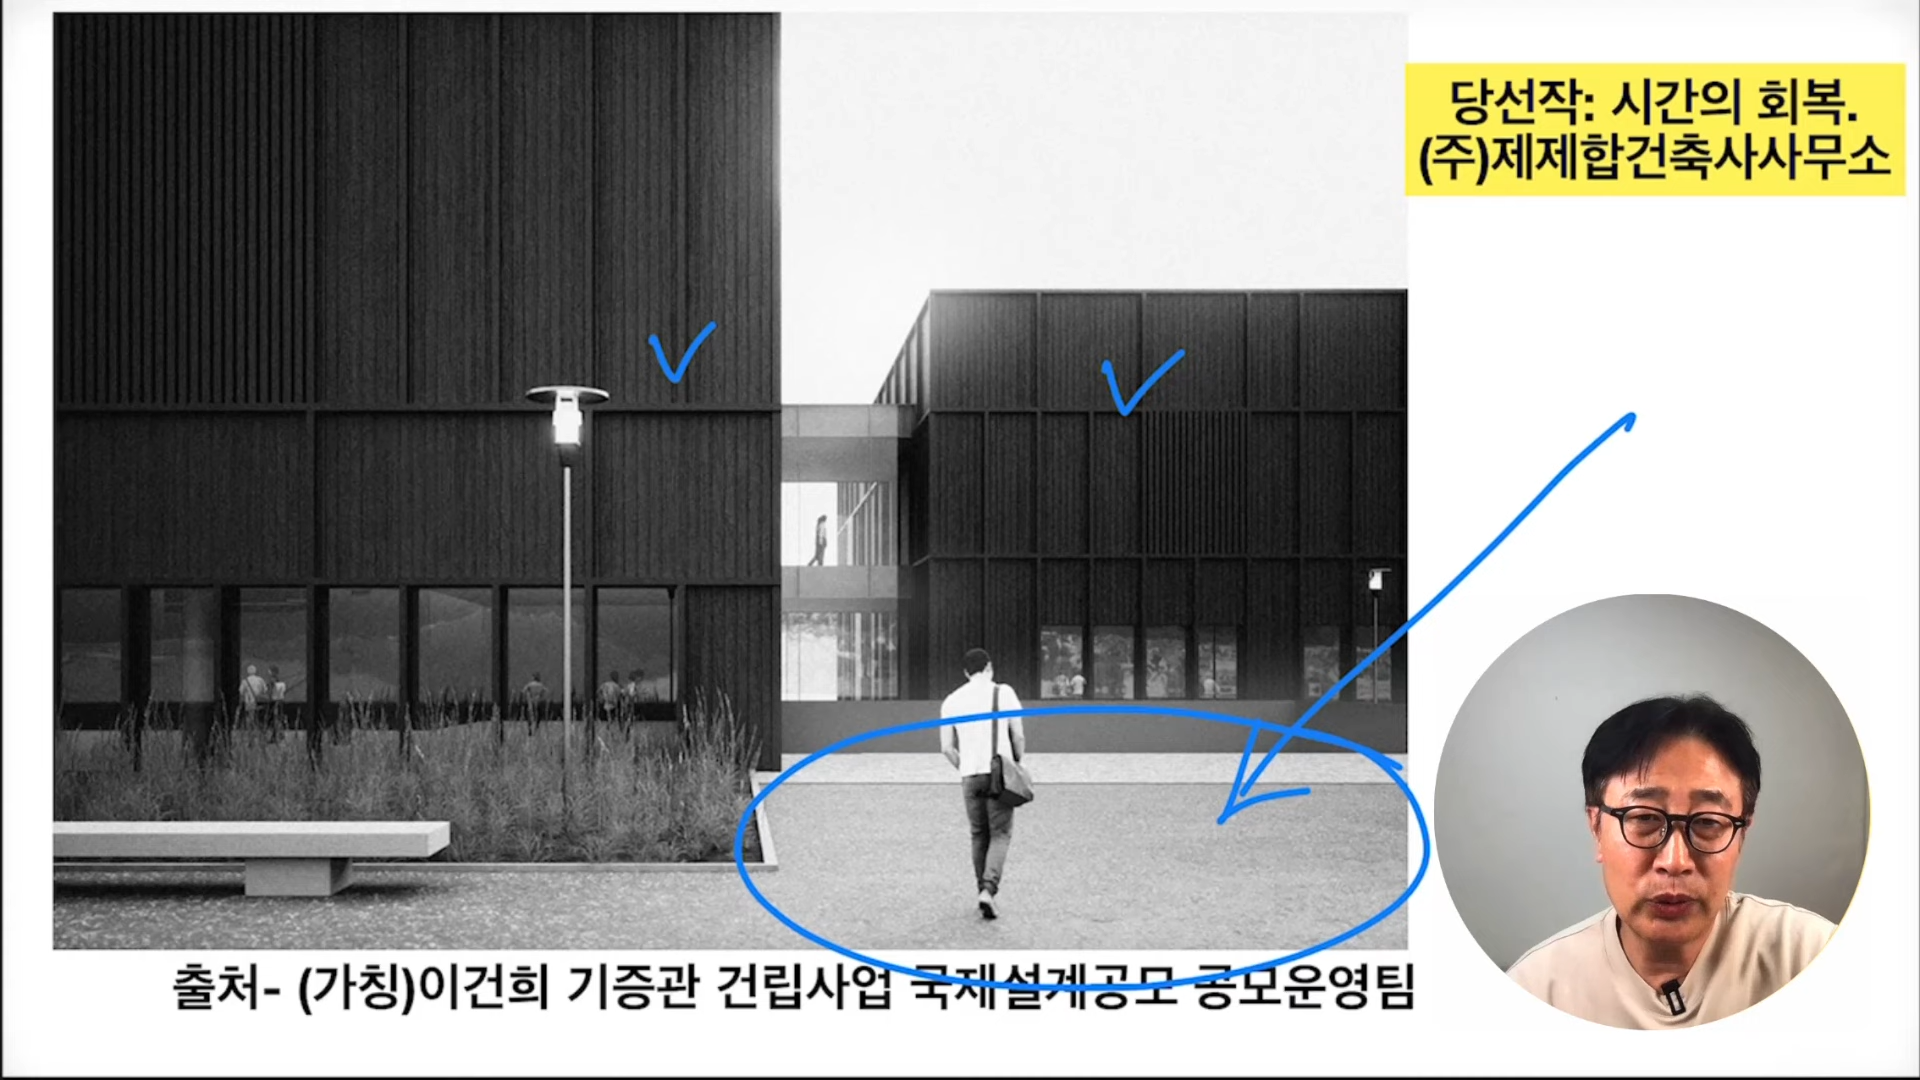 당선작: 시간의 회복.
(주)제제합건축사사무소
출처- (가칭)이건희 기증관 건립사업 국제설계공모 공모운영팀